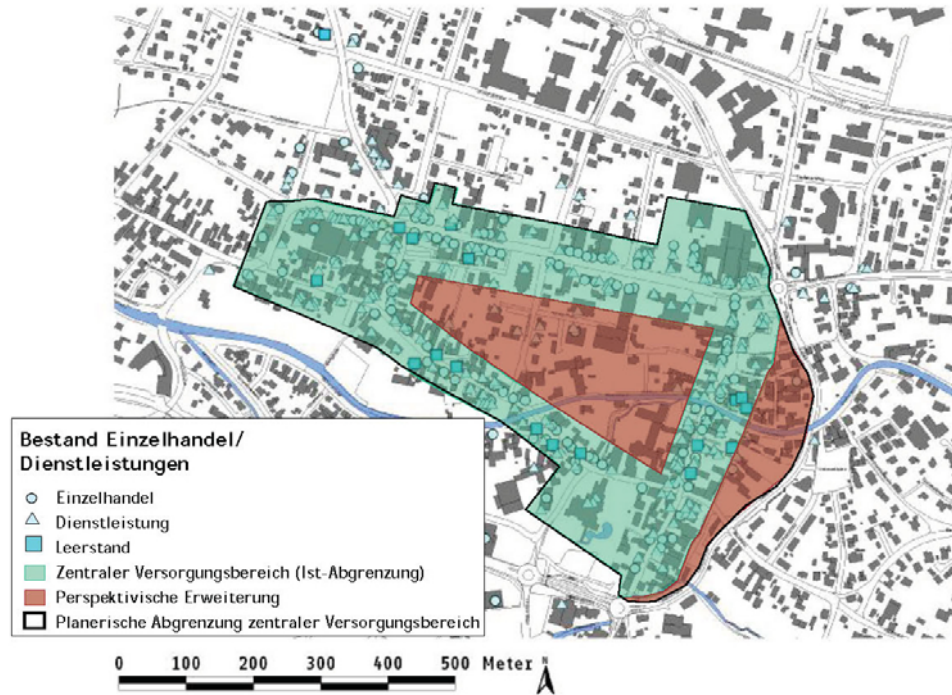 Bestand Einzelhandel/
Dienstleistungen
Einzelhandel
Dienstleistung
Leerstand
Zentraler Versorgungsbereich (Ist-Abgrenzung)
Perspektivische Erweiterung
Planerische Abgrenzung zentraler Versorgungsbereich
0 100 200 300 400 500 Meter N